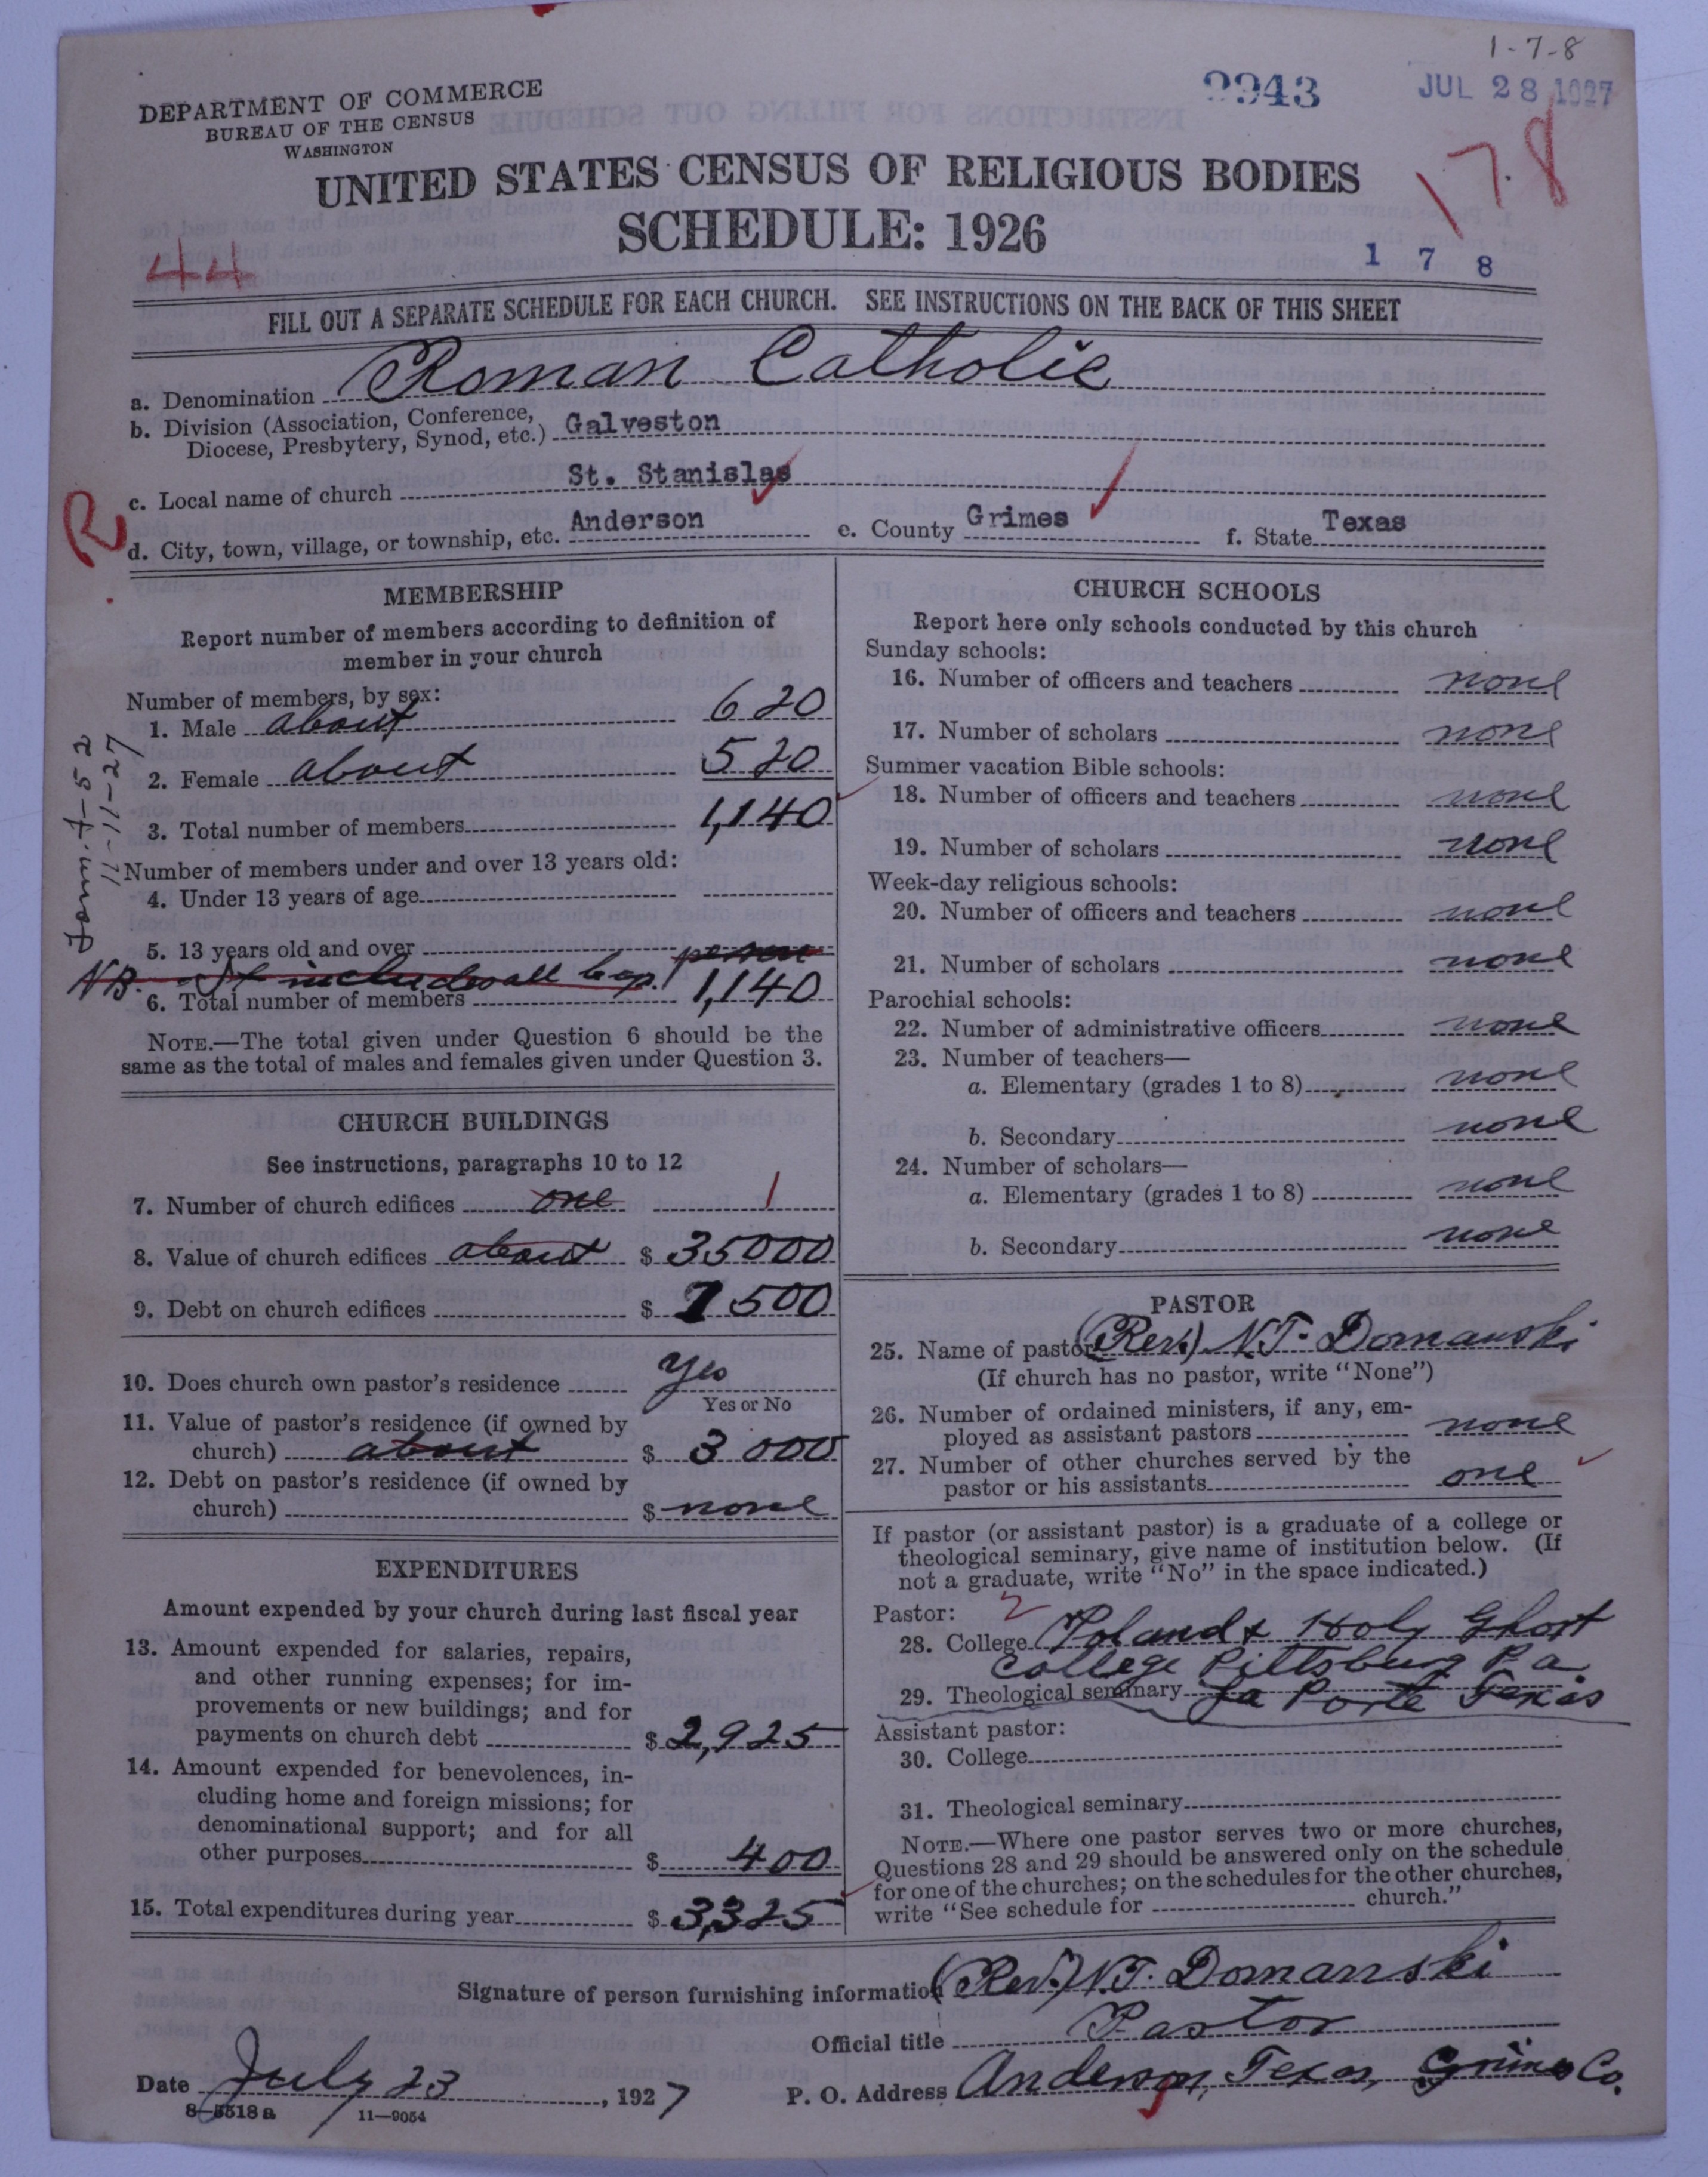 1-7-8
DEPARTMENT OF COMMERCE
BUREAU OF THE CENSUS
WASHINGTON
2943
JUL 28 1927
178
UNITED STATES CENSUS OF RELIGIOUS BODIES
SCHEDULE: 1926
44
1 7 8
FILL OUT A SEPARATE SCHEDULE FOR EACH CHURCH. SEE INSTRUCTIONS ON THE BACK OF THIS SHEET
a. Denomination Roman Catholic
b. Division (Association, Conference,
Diocese, Presbytery, Synod, etc.) Galveston
c. Local name of church St. Stanislas
R
d. City, town, village, or township, etc. Anderson e. County Grimes f. State Texas
MEMBERSHIP
Report number of members according to definition of
member in your church
Number of members, by sex:
1. Male about 620
2. Female about 520
3. Total number of members 1,140
Number of members under and over 13 years old:
4. Under 13 years of age
5. 13 years old and over
NB. It includes all bap.
6. Total number of members 1,140
NOTE.—The total given under Question 6 should be the
same as the total of males and females given under Question 3.
Form 7-52
11-11-27
CHURCH BUILDINGS
See instructions, paragraphs 10 to 12
7. Number of church edifices one 1
8. Value of church edifices about $ 35000
9. Debt on church edifices $ 1500
10. Does church own pastor's residence Yes
Yes or No
11. Value of pastor's residence (if owned by
church) about $ 3 000
12. Debt on pastor's residence (if owned by
church) $ none
EXPENDITURES
Amount expended by your church during last fiscal year
13. Amount expended for salaries, repairs,
and other running expenses; for im-
provements or new buildings; and for
payments on church debt $ 2,925
14. Amount expended for benevolences, in-
cluding home and foreign missions; for
denominational support; and for all
other purposes $ 400
15. Total expenditures during year $ 3,325
CHURCH SCHOOLS
Report here only schools conducted by this church
Sunday schools:
16. Number of officers and teachers none
17. Number of scholars none
Summer vacation Bible schools:
18. Number of officers and teachers none
19. Number of scholars none
Week-day religious schools:
20. Number of officers and teachers none
21. Number of scholars none
Parochial schools:
22. Number of administrative officers none
23. Number of teachers—
a. Elementary (grades 1 to 8) none
b. Secondary none
24. Number of scholars—
a. Elementary (grades 1 to 8) none
b. Secondary none
PASTOR
25. Name of pastor (Rev.) N.T. Domanski
(If church has no pastor, write "None")
26. Number of ordained ministers, if any, em-
ployed as assistant pastors none
27. Number of other churches served by the
pastor or his assistants one
If pastor (or assistant pastor) is a graduate of a college or
theological seminary, give name of institution below. (If
not a graduate, write "No" in the space indicated.)
Pastor: 2
28. College Poland & Holy Ghost
College Pittsburg Pa
29. Theological seminary La Porte Texas
Assistant pastor:
30. College
31. Theological seminary
NOTE.—Where one pastor serves two or more churches,
Questions 28 and 29 should be answered only on the schedule
for one of the churches; on the schedules for the other churches,
write "See schedule for church."
Signature of person furnishing information (Rev.) N.T. Domanski
Official title Pastor
Date July 23, 1927 P. O. Address Anderson, Texas, Grimes Co.
8-5518a 11-9054